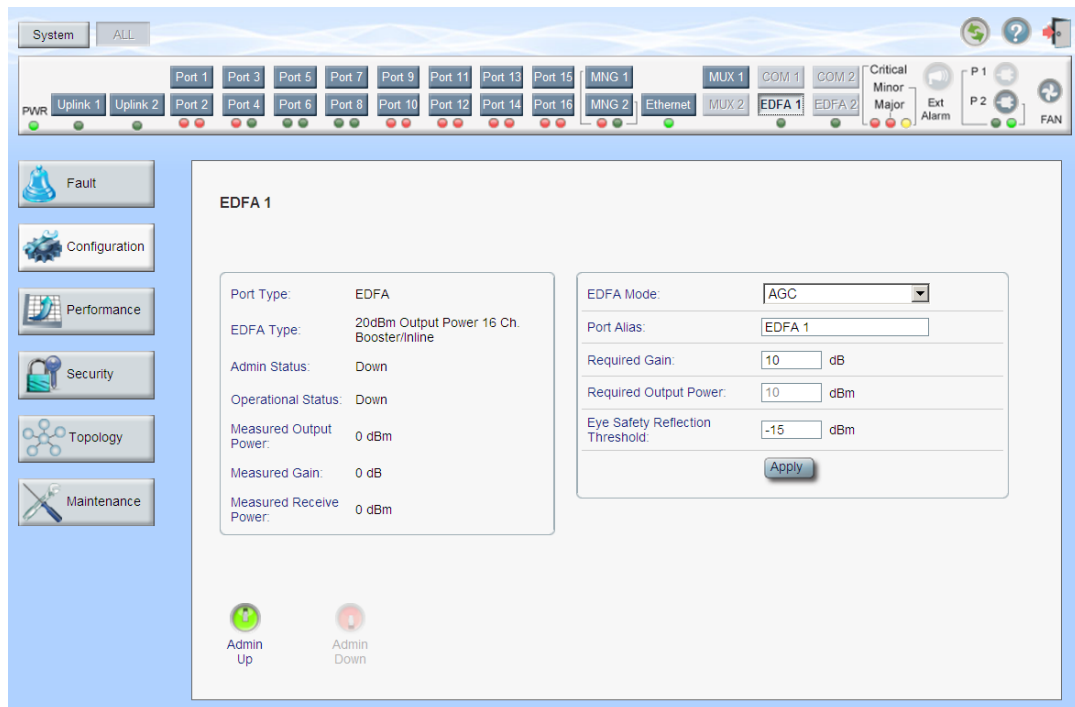 System
ALL
Port 1 Port 3 Port 5 Port 7 Port 9 Port 11 Port 13 Port 15 MNG 1 MUX 1 COM 1 COM 2 Critical P 1
Minor
PWR Uplink 1 Uplink 2 Port 2 Port 4 Port 6 Port 8 Port 10 Port 12 Port 14 Port 16 MNG 2 Ethernet MUX 2 EDFA 1 EDFA 2 Major Ext Alarm P 2 FAN
Fault
Configuration
Performance
Security
Topology
Maintenance
EDFA 1
Port Type: EDFA
EDFA Type: 20dBm Output Power 16 Ch.
Booster/Inline
Admin Status: Down
Operational Status: Down
Measured Output
Power: 0 dBm
Measured Gain: 0 dB
Measured Receive
Power: 0 dBm
EDFA Mode: AGC
Port Alias: EDFA 1
Required Gain: 10 dB
Required Output Power: 10 dBm
Eye Safety Reflection
Threshold: -15 dBm
Apply
Admin
Up
Admin
Down